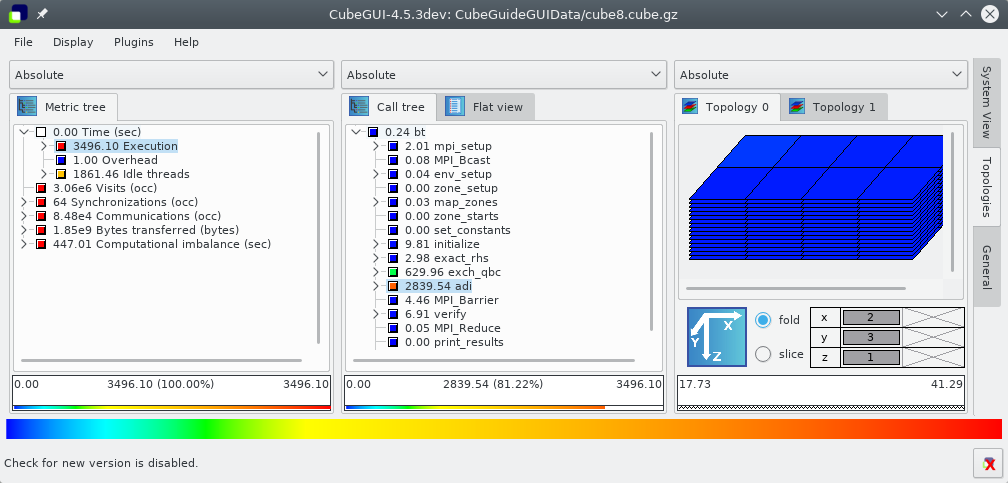 CubeGUI-4.5.3dev: CubeGuideGUIData/cube8.cube.gz
File Display Plugins Help
Absolute Absolute Absolute
Metric tree
0.00 Time (sec)
3496.10 Execution
1.00 Overhead
1861.46 Idle threads
3.06e6 Visits (occ)
64 Synchronizations (occ)
8.48e4 Communications (occ)
1.85e9 Bytes transferred (bytes)
447.01 Computational imbalance (sec)
0.00 3496.10 (100.00%) 3496.10
Call tree Flat view
0.24 bt
2.01 mpi_setup
0.08 MPI_Bcast
0.04 env_setup
0.00 zone_setup
0.03 map_zones
0.00 zone_starts
0.00 set_constants
9.81 initialize
2.98 exact_rhs
629.96 exch_qbc
2839.54 adi
4.46 MPI_Barrier
6.91 verify
0.05 MPI_Reduce
0.00 print_results
0.00 2839.54 (81.22%) 3496.10
Topology 0 Topology 1
X
Y
Z
fold
slice
x 2
y 3
z 1
17.73 41.29
System View
Topologies
General
Check for new version is disabled.